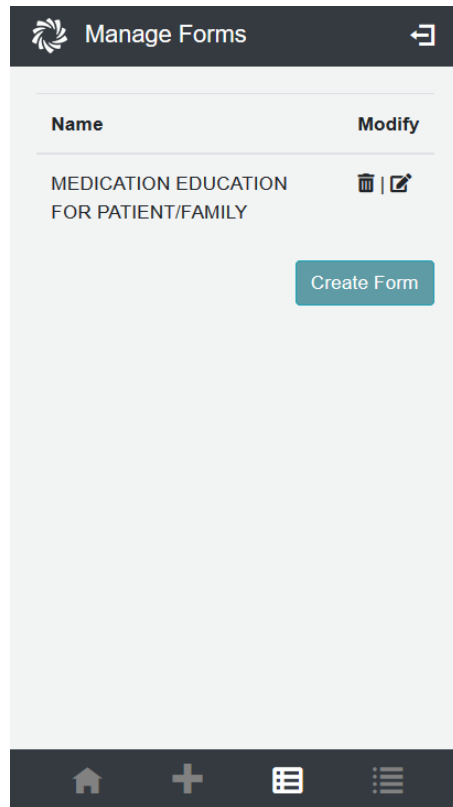 Manage Forms
Name Modify
MEDICATION EDUCATION
FOR PATIENT/FAMILY
|
Create Form